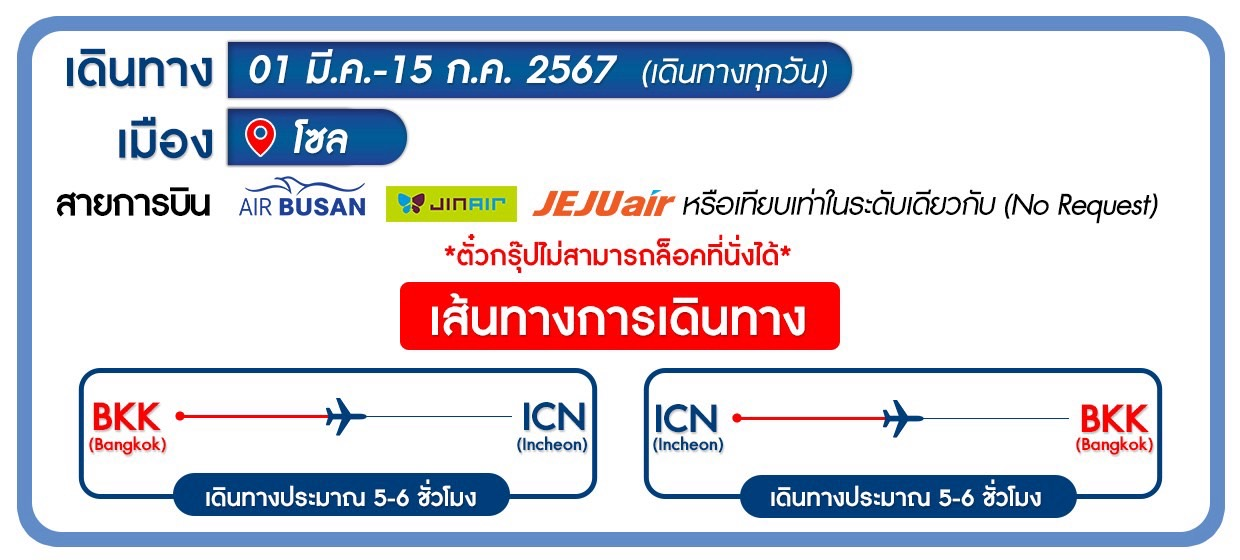 เดินทาง 01 มี.ค.-15 ก.ค. 2567 (เดินทางทุกวัน)
เมือง โซล
สายการบิน AIR BUSAN JINAIR JEJUair หรือเทียบเท่าในระดับเดียวกับ (No Request)
*ตั๋วกรุ๊ปไม่สามารถล็อคที่นั่งได้*
เส้นทางการเดินทาง
BKK ICN
(Bangkok) (Incheon)
เดินทางประมาณ 5-6 ชั่วโมง
ICN BKK
(Incheon) (Bangkok)
เดินทางประมาณ 5-6 ชั่วโมง